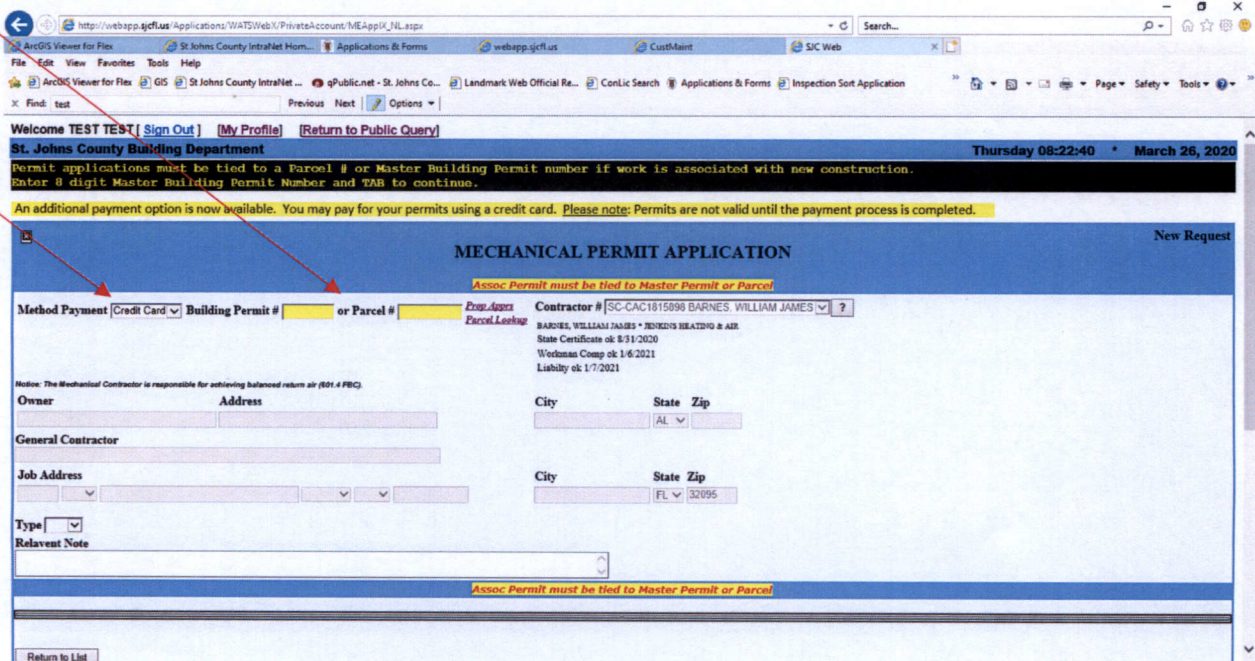 http://webapp.sjcfl.us/Applications/WATSWebX/PrivateAccount/MEApplX_NL.aspx
Search...
ArcGIS Viewer for Flex
St Johns County IntraNet Hom...
Applications & Forms
webapp.sjcfl.us
CustMaint
SJC Web
File Edit View Favorites Tools Help
ArcGIS Viewer for Flex
GIS
St Johns County IntraNet ...
qPublic.net - St. Johns Co...
Landmark Web Official Re...
ConLic Search
Applications & Forms
Inspection Sort Application
Page
Safety
Tools
Find: test
Previous Next
Options
Welcome TEST TEST [ Sign Out ] [My Profile] [Return to Public Query]
St. Johns County Building Department
Thursday 08:22:40 * March 26, 2020
Permit applications must be tied to a Parcel # or Master Building Permit number if work is associated with new construction.
Enter 8 digit Master Building Permit Number and TAB to continue.
An additional payment option is now available. You may pay for your permits using a credit card. Please note: Permits are not valid until the payment process is completed.
New Request
MECHANICAL PERMIT APPLICATION
Assoc Permit must be tied to Master Permit or Parcel
Method Payment Credit Card Building Permit # or Parcel #
Prop Apprs
Parcel Lookup
Contractor # SC-CAC1815898 BARNES, WILLIAM JAMES ?
BARNES, WILLIAM JAMES * JENKINS HEATING & AIR
State Certificate ok 8/31/2020
Workman Comp ok 1/6/2021
Liabilty ok 1/7/2021
Notice: The Mechanical Contractor is responsible for achieving balanced return air (601.4 FBC).
Owner Address City State Zip
AL
General Contractor
Job Address City State Zip
FL 32095
Type
Relavent Note
Assoc Permit must be tied to Master Permit or Parcel
Return to List